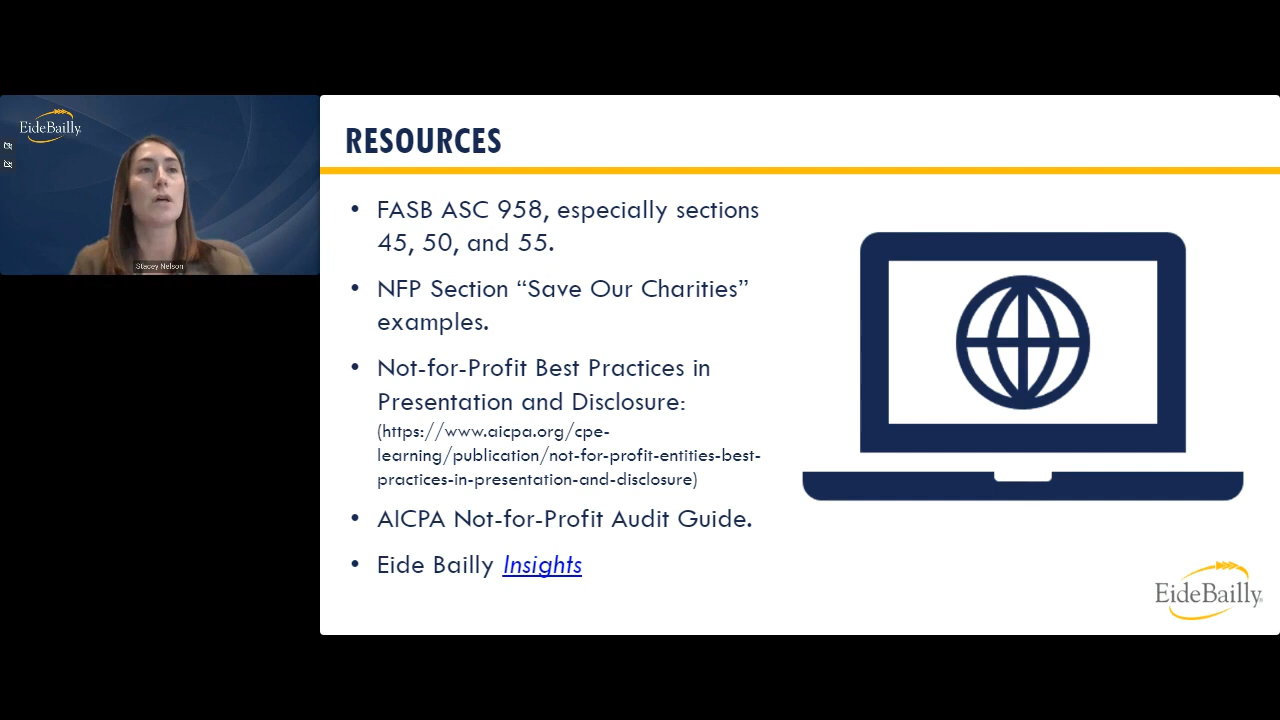 EideBailly
Stacey Nelson
RESOURCES
• FASB ASC 958, especially sections
45, 50, and 55.
• NFP Section “Save Our Charities”
examples.
• Not-for-Profit Best Practices in
Presentation and Disclosure:
(https://www.aicpa.org/cpe-
learning/publication/not-for-profit-entities-best-
practices-in-presentation-and-disclosure)
• AICPA Not-for-Profit Audit Guide.
• Eide Bailly Insights
EideBailly®